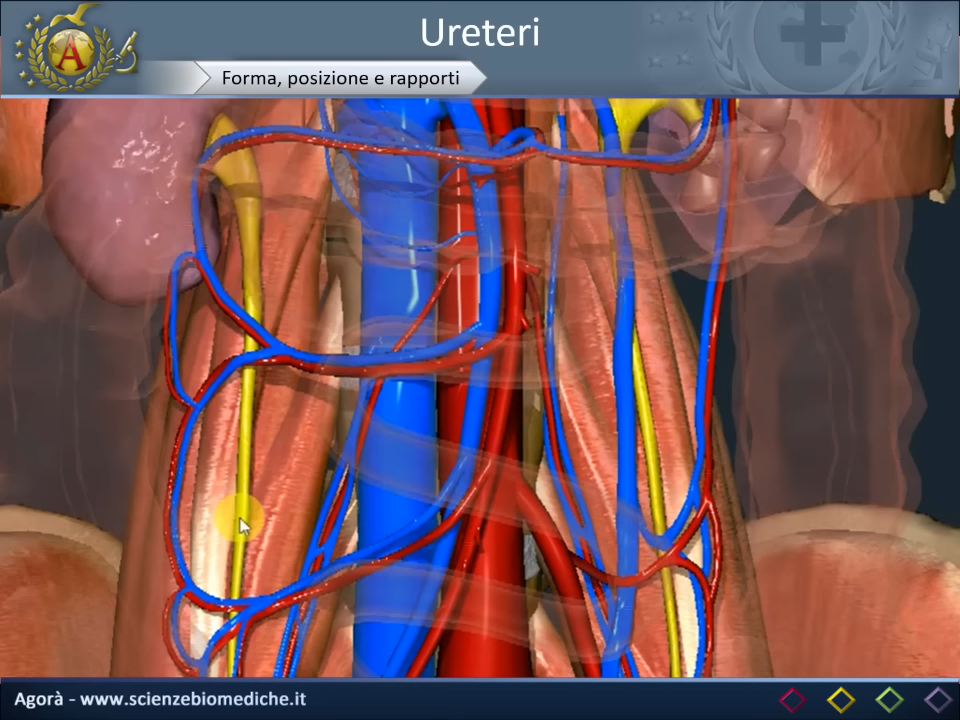 Ureteri
A
Forma, posizione e rapporti
Agorà - www.scienzebiomediche.it